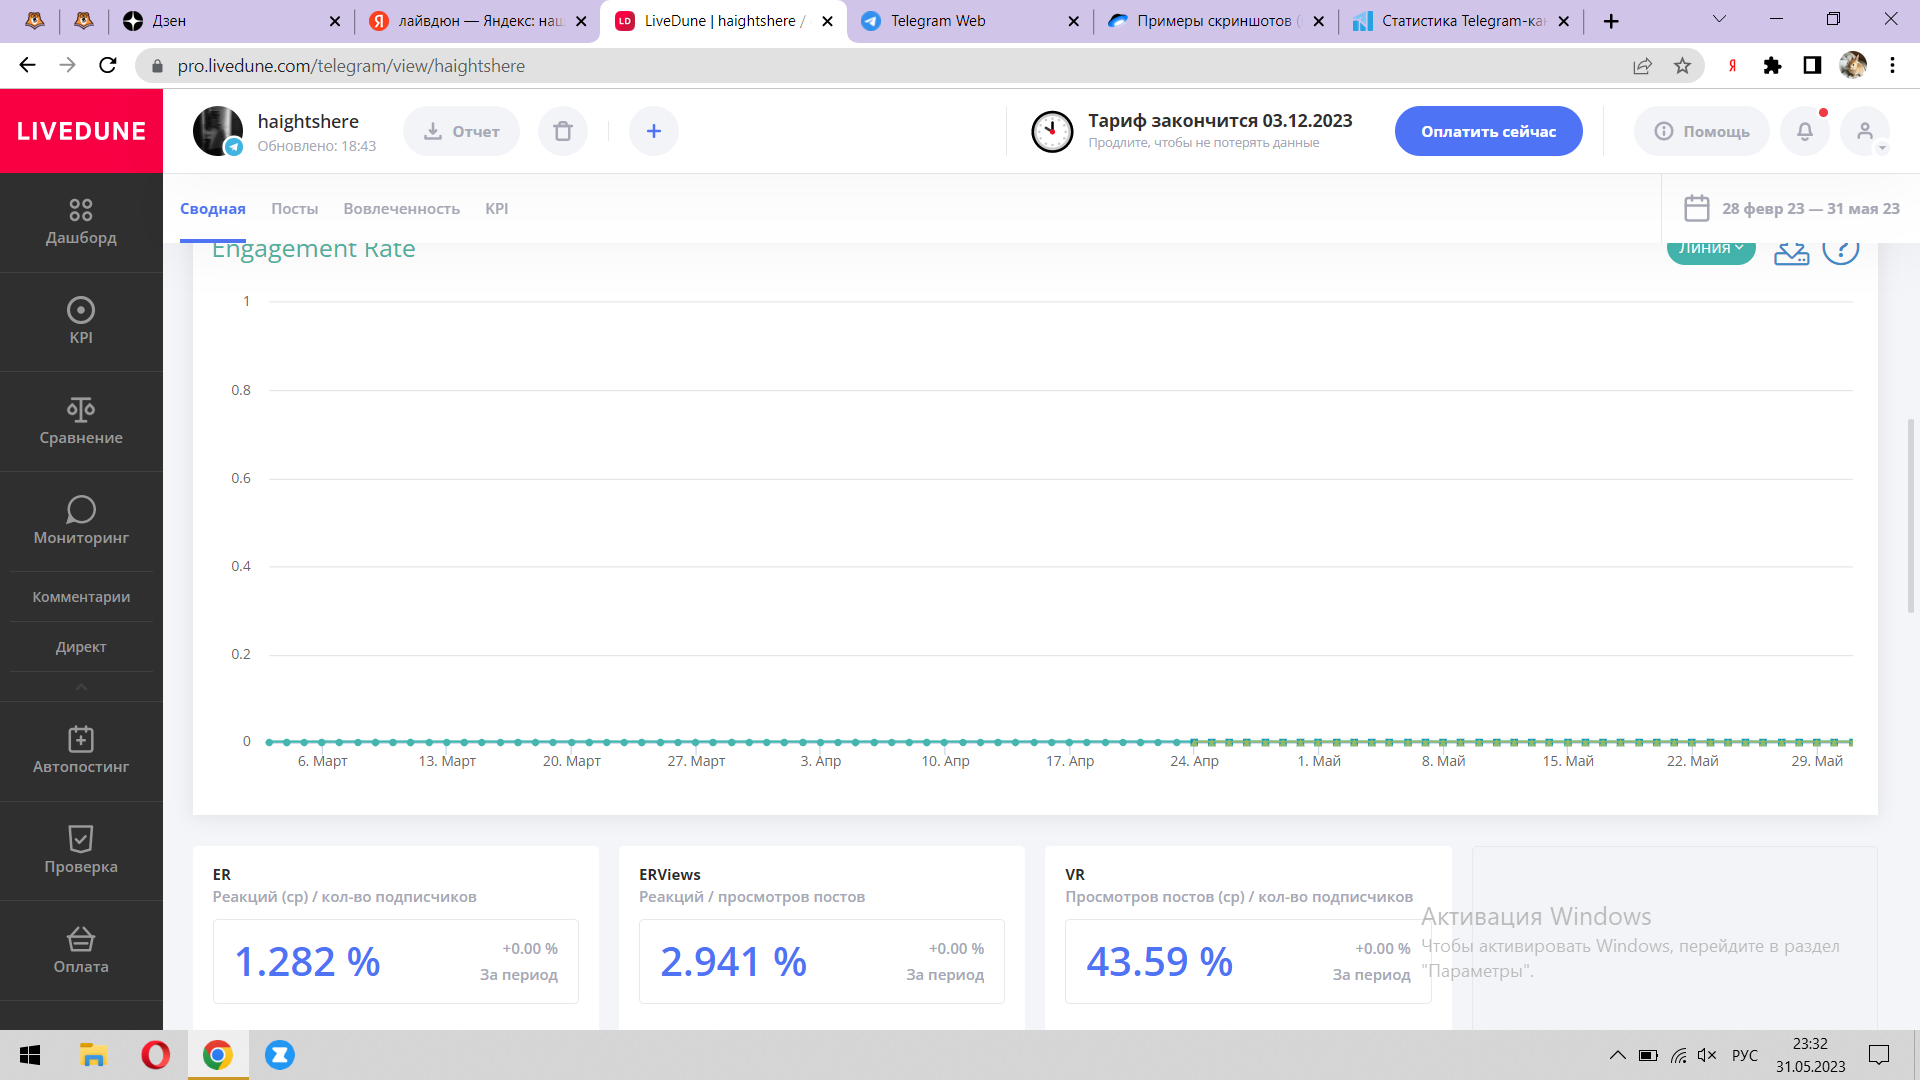 Дзен
лайвдюн — Яндекс: наш
LiveDune | haightshere /
Telegram Web
Примеры скриншотов
Статистика Telegram-ка
pro.livedune.com/telegram/view/haightshere
Я
LIVEDUNE
haightshere
Обновлено: 18:43
Отчет
Тариф закончится 03.12.2023
Продлите, чтобы не потерять данные
Оплатить сейчас
Помощь
Сводная
Посты
Вовлеченность
KPI
28 февр 23 — 31 мая 23
Дашборд
KPI
Сравнение
Мониторинг
Комментарии
Директ
Автопостинг
Проверка
Оплата
Engagement Rate
Линия
1
0.8
0.6
0.4
0.2
0
6. Март
13. Март
20. Март
27. Март
3. Апр
10. Апр
17. Апр
24. Апр
1. Май
8. Май
15. Май
22. Май
29. Май
ER
Реакций (ср) / кол-во подписчиков
1.282 %
+0.00 %
За период
ERViews
Реакций / просмотров постов
2.941 %
+0.00 %
За период
VR
Просмотров постов (ср) / кол-во подписчиков
43.59 %
+0.00 %
За период
Активация Windows
Чтобы активировать Windows, перейдите в раздел
"Параметры".
РУС
23:32
31.05.2023